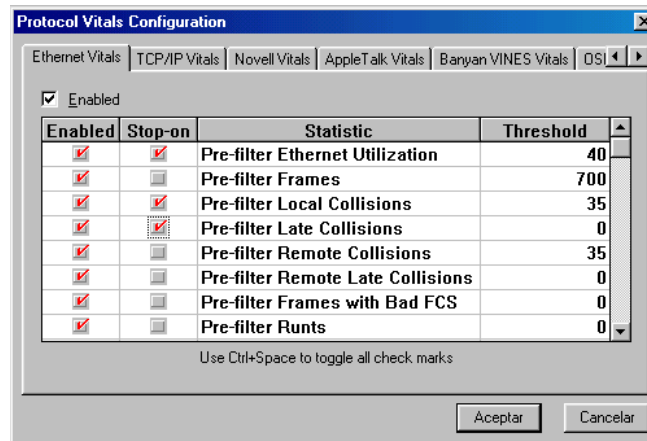 Protocol Vitals Configuration
Ethernet Vitals TCP/IP Vitals Novell Vitals AppleTalk Vitals Banyan VINES Vitals
Enabled
Enabled Stop-on Statistic Threshold
Pre-filter Ethernet Utilization 40
Pre-filter Frames 700
Pre-filter Local Collisions 35
Pre-filter Late Collisions 0
Pre-filter Remote Collisions 35
Pre-filter Remote Late Collisions 0
Pre-filter Frames with Bad FCS 0
Pre-filter Runts 0
Use Ctrl+Space to toggle all check marks
Aceptar Cancelar